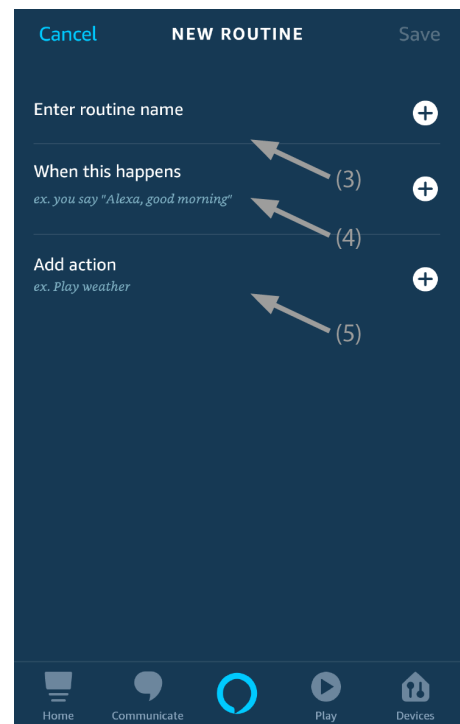 Cancel NEW ROUTINE Save
Enter routine name
(3)
When this happens
ex. you say "Alexa, good morning"
(4)
Add action
ex. Play weather
(5)
Home Communicate Play Devices